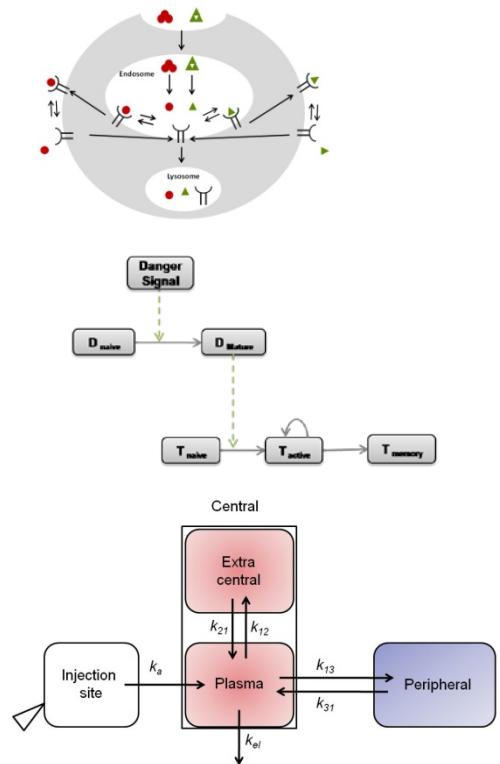 Endosome
Lysosome
Danger
Signal
D naive
D Mature
T naive
T active
T memory
Central
Extra
central
k21
k12
Injection
site
ka
Plasma
k13
k31
Peripheral
kel